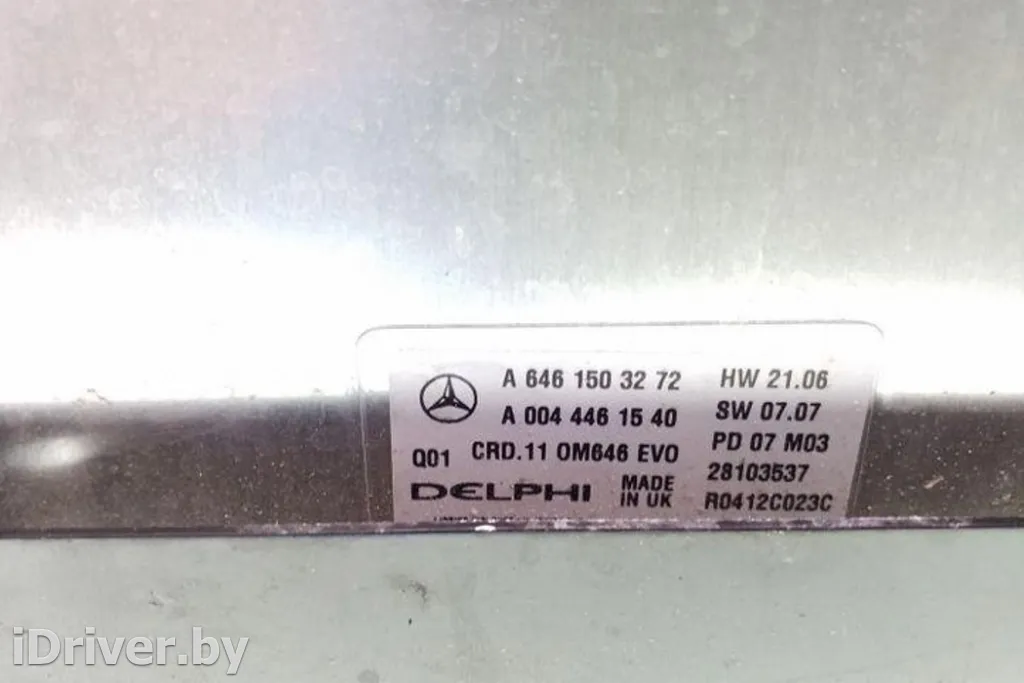 A 646 150 32 72 HW 21.06
A 004 446 15 40 SW 07.07
Q01 CRD.11 OM646 EVO PD 07 M03
28103537
DELPHI MADE IN UK R0412C023C
iDriver.by